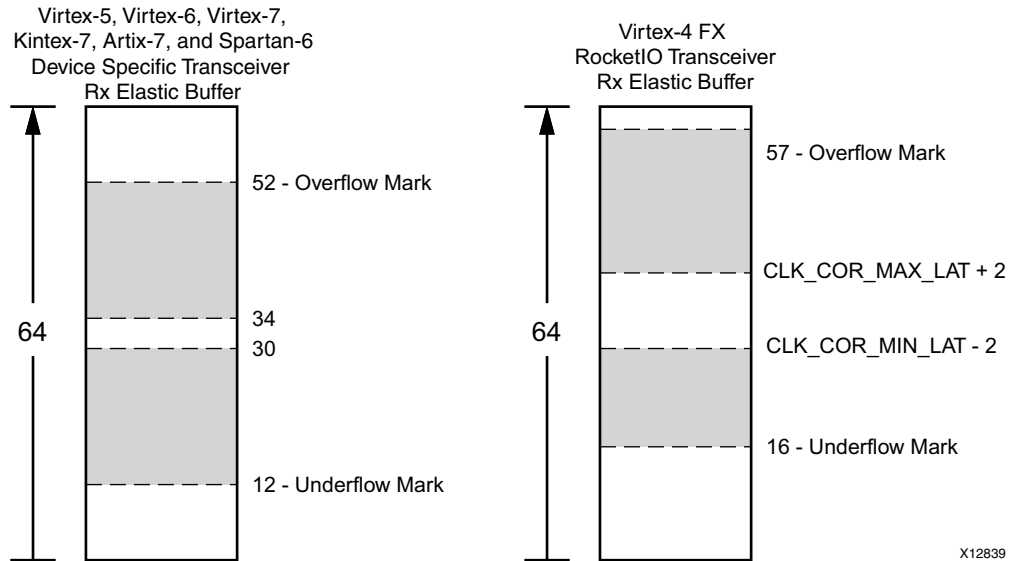 Virtex-5, Virtex-6, Virtex-7,
Kintex-7, Artix-7, and Spartan-6
Device Specific Transceiver
Rx Elastic Buffer
64
52 - Overflow Mark
34
30
12 - Underflow Mark
Virtex-4 FX
RocketIO Transceiver
Rx Elastic Buffer
64
57 - Overflow Mark
CLK_COR_MAX_LAT + 2
CLK_COR_MIN_LAT - 2
16 - Underflow Mark
X12839